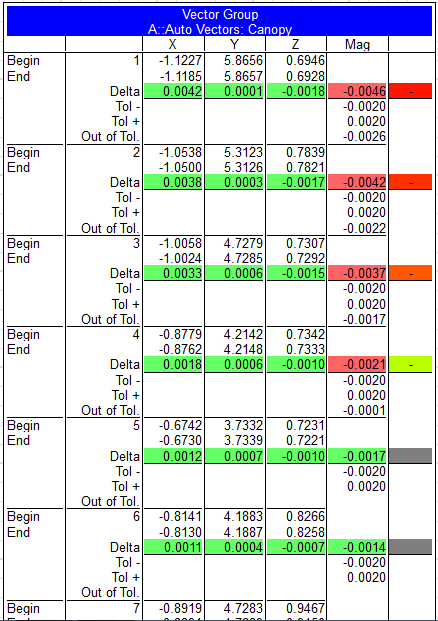 Vector Group
A::Auto Vectors: Canopy
X Y Z Mag
Begin 1 -1.1227 5.8656 0.6946
End -1.1185 5.8657 0.6928
Delta 0.0042 0.0001 -0.0018 -0.0046 -
Tol - -0.0020
Tol + 0.0020
Out of Tol. -0.0026
Begin 2 -1.0538 5.3123 0.7839
End -1.0500 5.3126 0.7821
Delta 0.0038 0.0003 -0.0017 -0.0042 -
Tol - -0.0020
Tol + 0.0020
Out of Tol. -0.0022
Begin 3 -1.0058 4.7279 0.7307
End -1.0024 4.7285 0.7292
Delta 0.0033 0.0006 -0.0015 -0.0037 -
Tol - -0.0020
Tol + 0.0020
Out of Tol. -0.0017
Begin 4 -0.8779 4.2142 0.7342
End -0.8762 4.2148 0.7333
Delta 0.0018 0.0006 -0.0010 -0.0021 -
Tol - -0.0020
Tol + 0.0020
Out of Tol. -0.0001
Begin 5 -0.6742 3.7332 0.7231
End -0.6730 3.7339 0.7221
Delta 0.0012 0.0007 -0.0010 -0.0017
Tol - -0.0020
Tol + 0.0020
Out of Tol.
Begin 6 -0.8141 4.1883 0.8266
End -0.8130 4.1887 0.8258
Delta 0.0011 0.0004 -0.0007 -0.0014
Tol - -0.0020
Tol + 0.0020
Out of Tol.
Begin 7 -0.8919 4.7283 0.9467